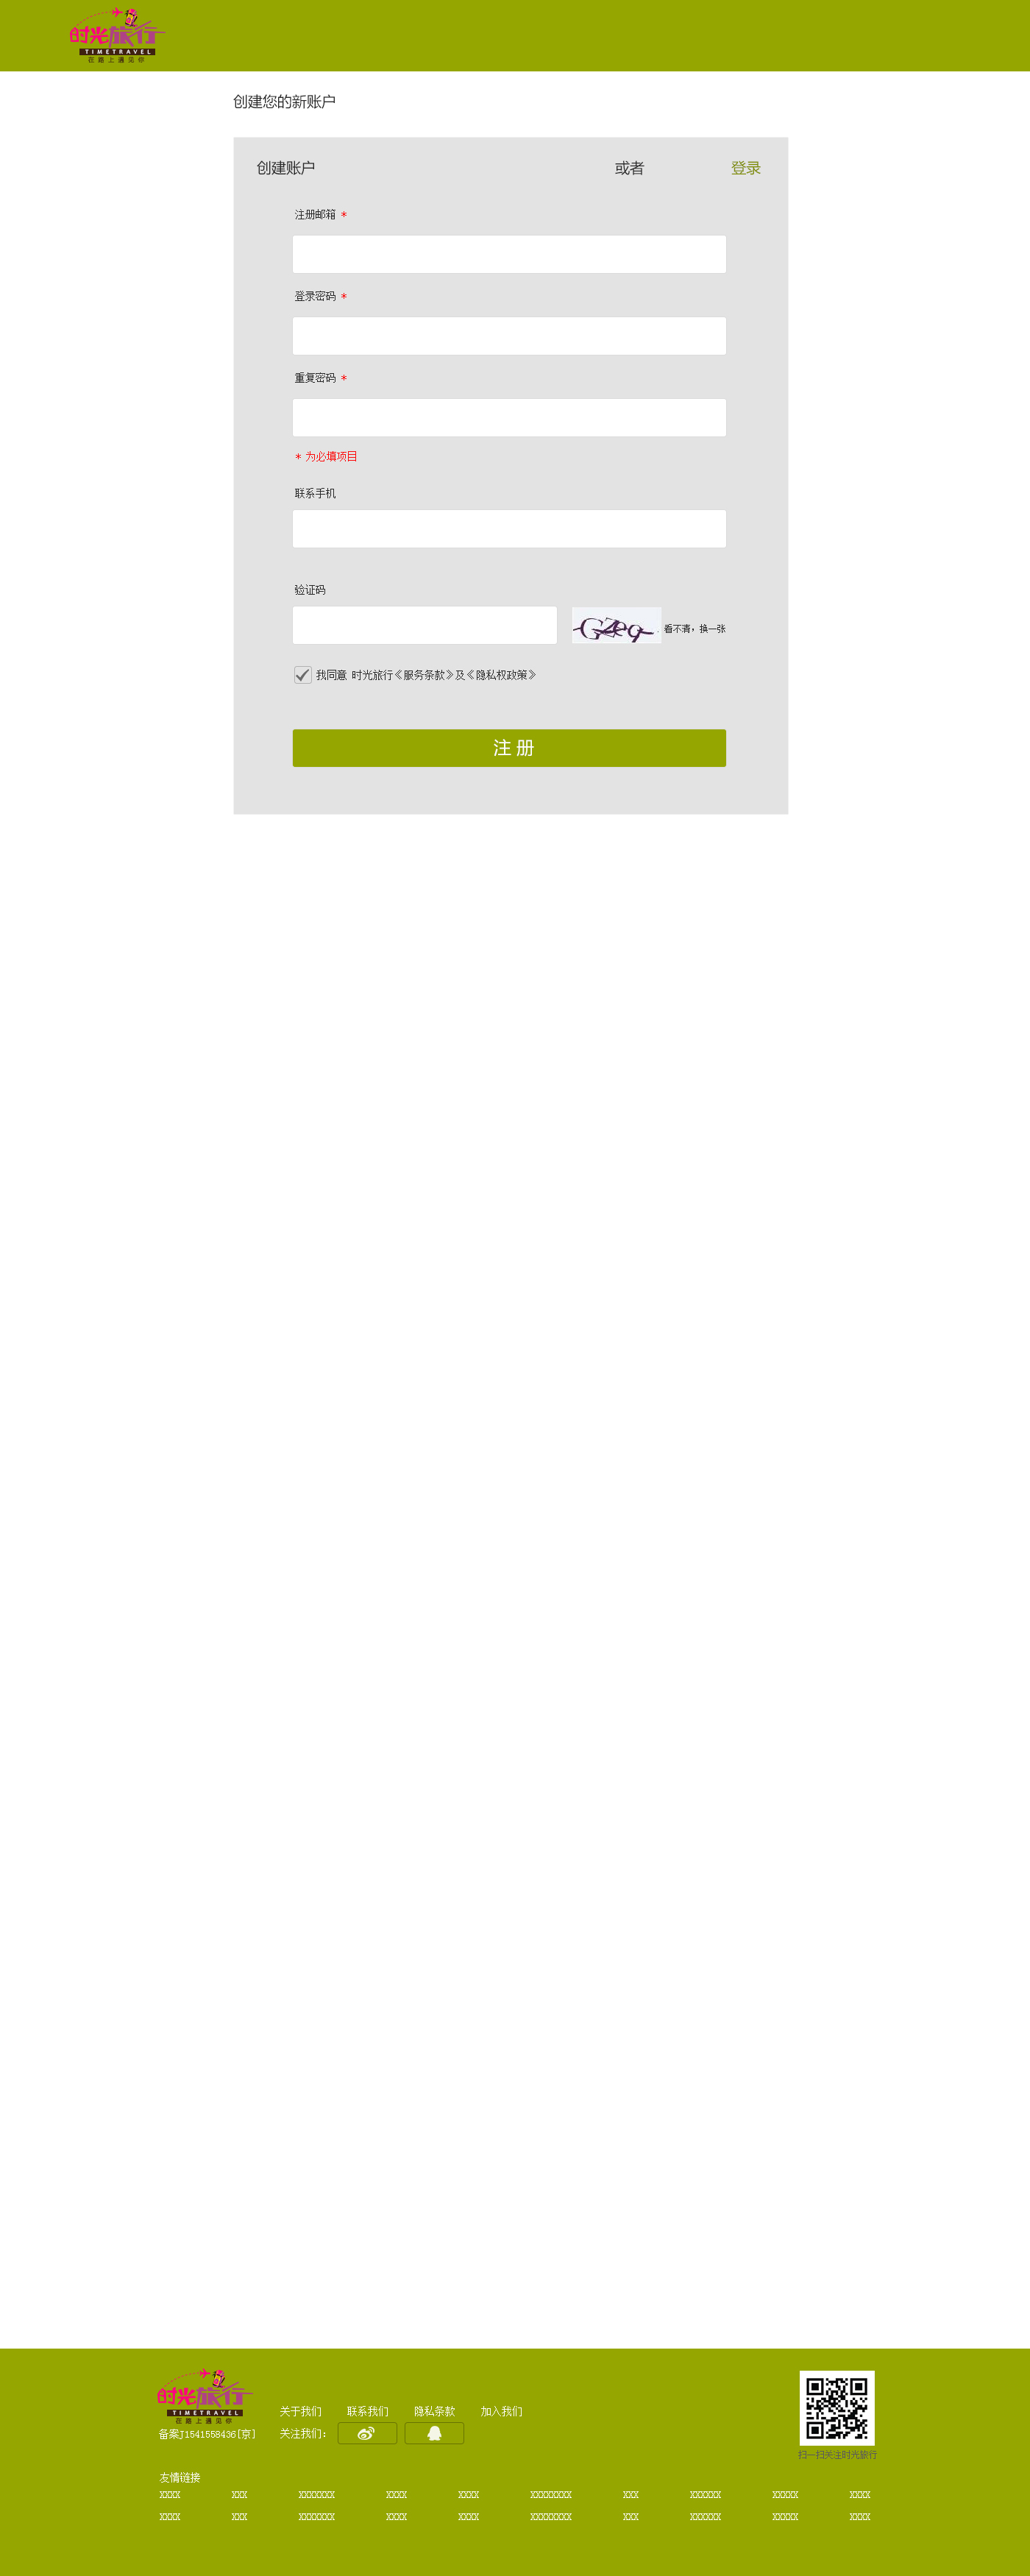 时光旅行
TIMETRAVEL
在路上遇见你
创建您的新账户
创建账户 或者 登录
注册邮箱 *
登录密码 *
重复密码 *
* 为必填项目
联系手机
验证码
看不清，换一张
我同意 时光旅行《服务条款》及《隐私权政策》
注 册
时光旅行
TIMETRAVEL
在路上遇见你
关于我们 联系我们 隐私条款 加入我们
备案J1541558436[京] 关注我们：
扫一扫关注时光旅行
友情链接
XXXX XXX XXXXXXX XXXX XXXX XXXXXXXX XXX XXXXXX XXXXX XXXX
XXXX XXX XXXXXXX XXXX XXXX XXXXXXXX XXX XXXXXX XXXXX XXXX